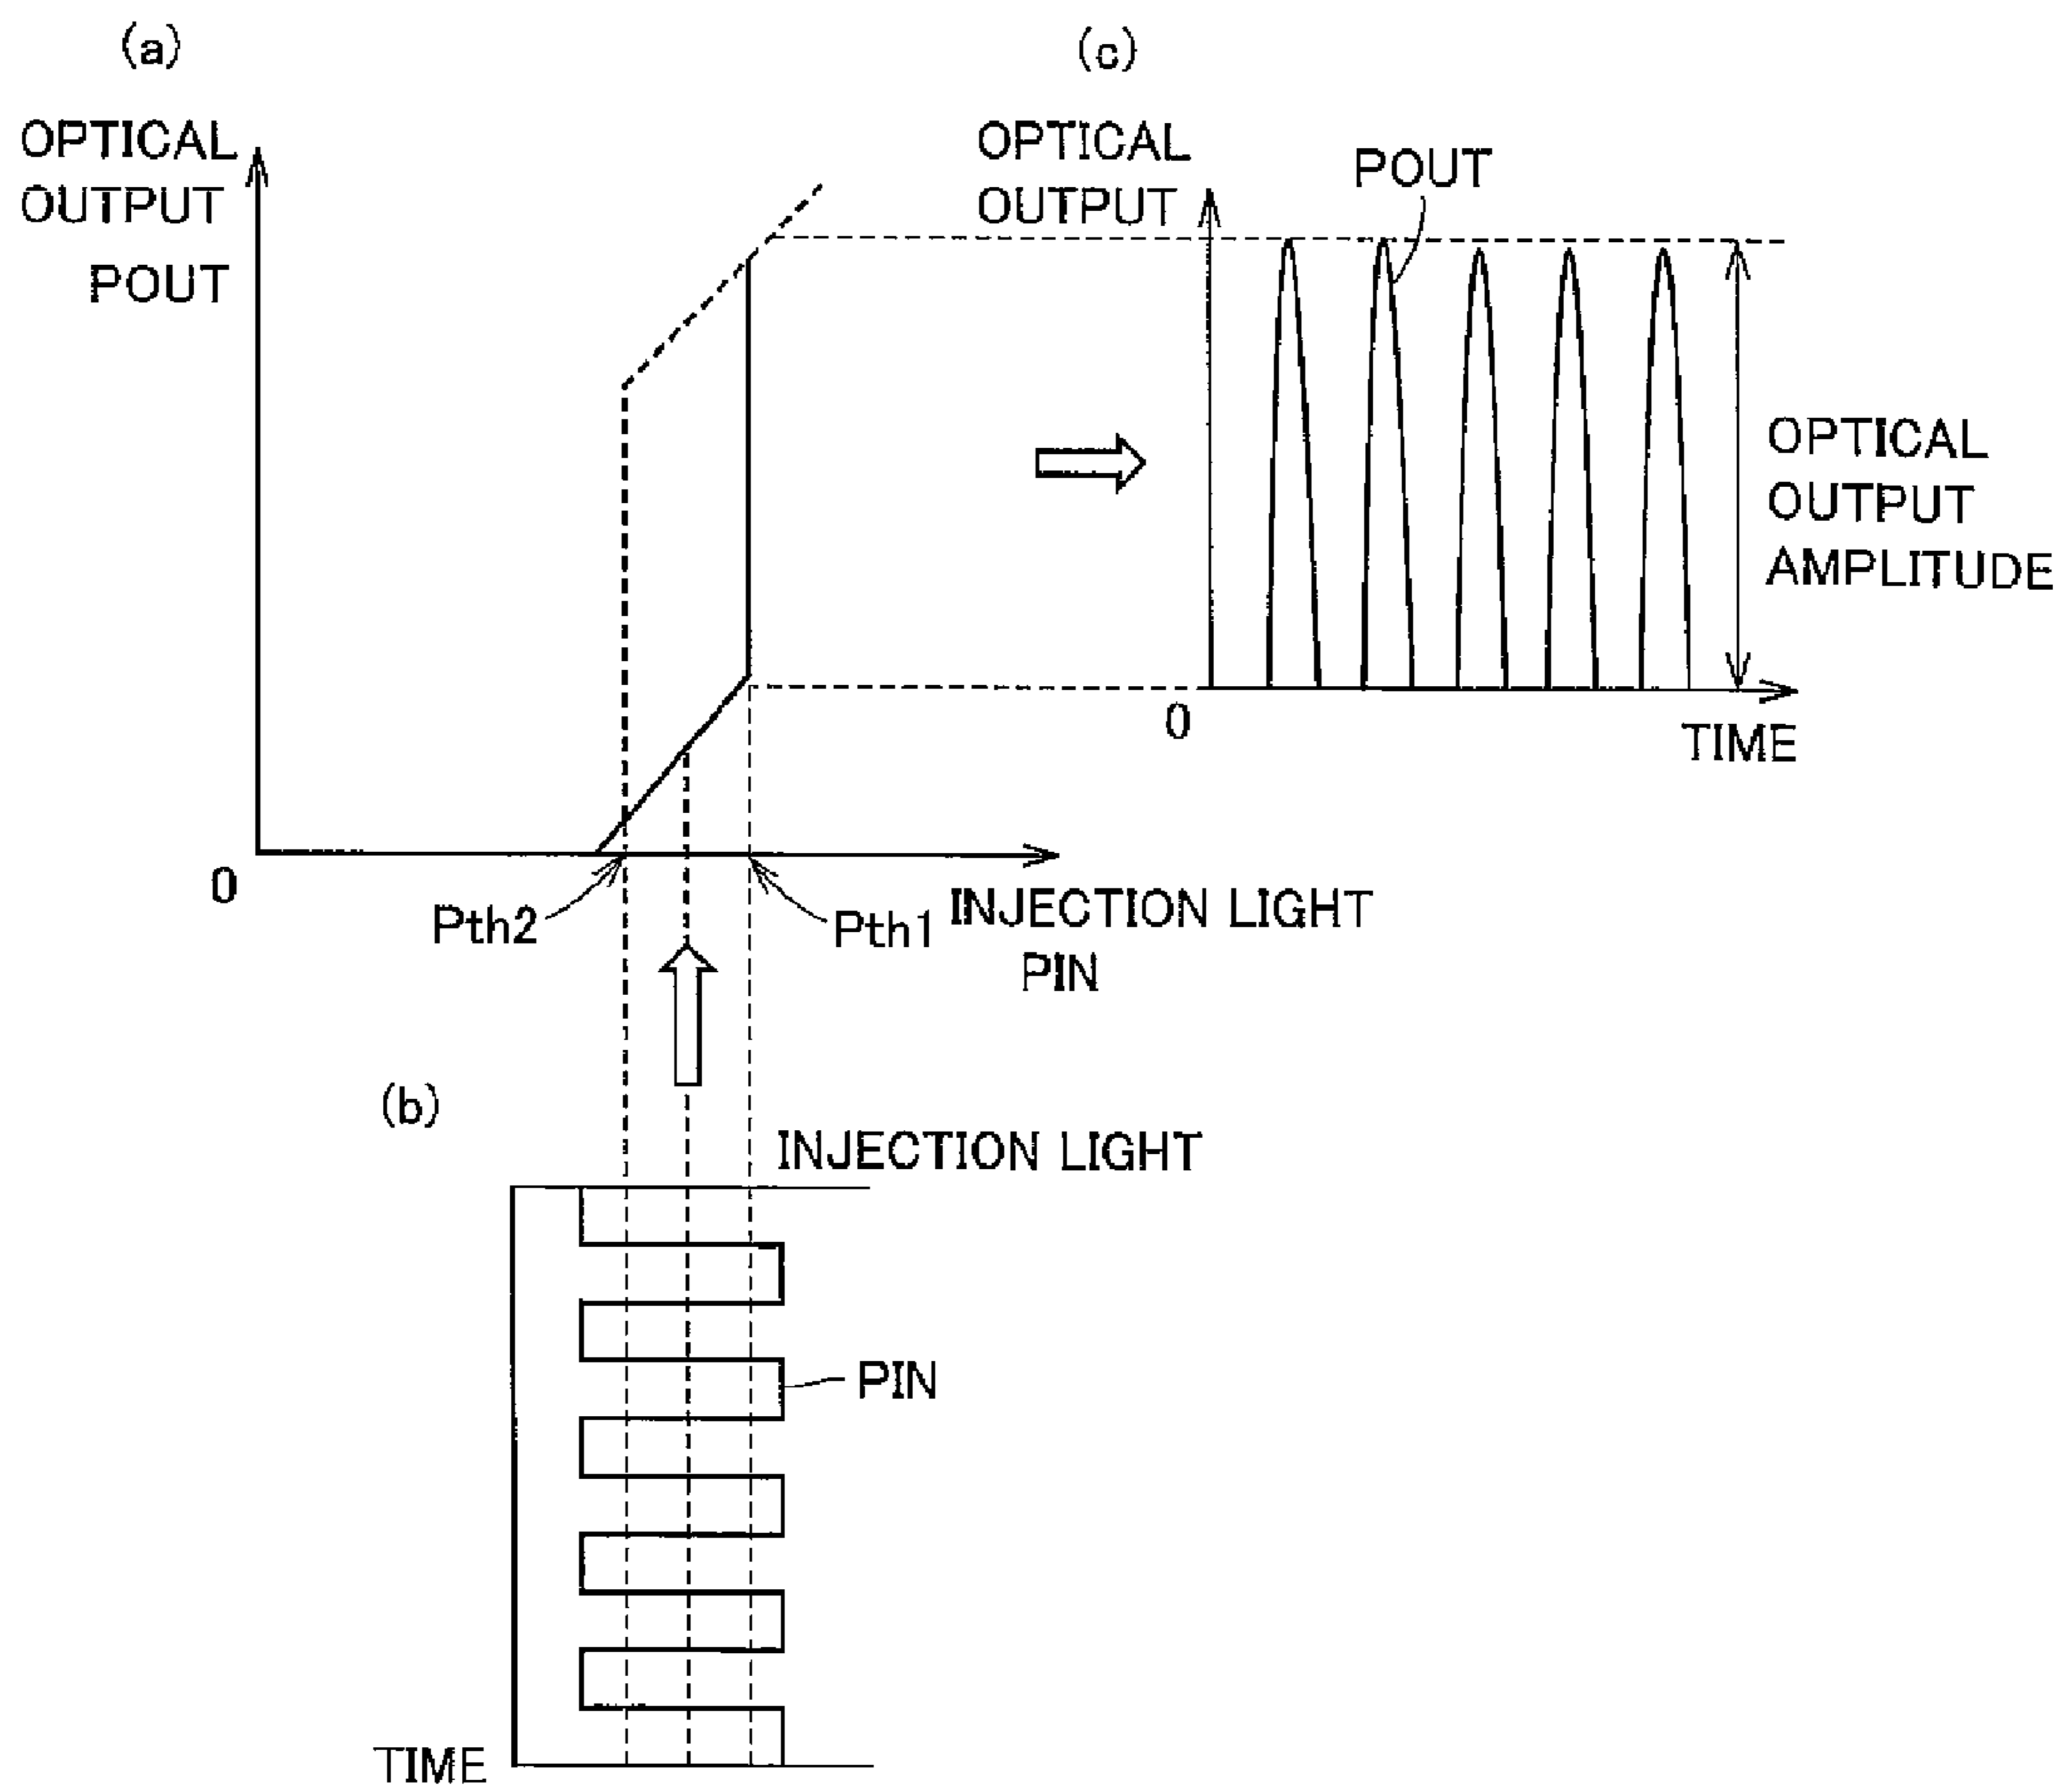 (a)
OPTICAL
OUTPUT
POUT
0
Pth2
Pth1
INJECTION LIGHT
PIN
(c)
OPTICAL
OUTPUT
POUT
OPTICAL
OUTPUT
AMPLITUDE
0
TIME
(b)
INJECTION LIGHT
PIN
TIME